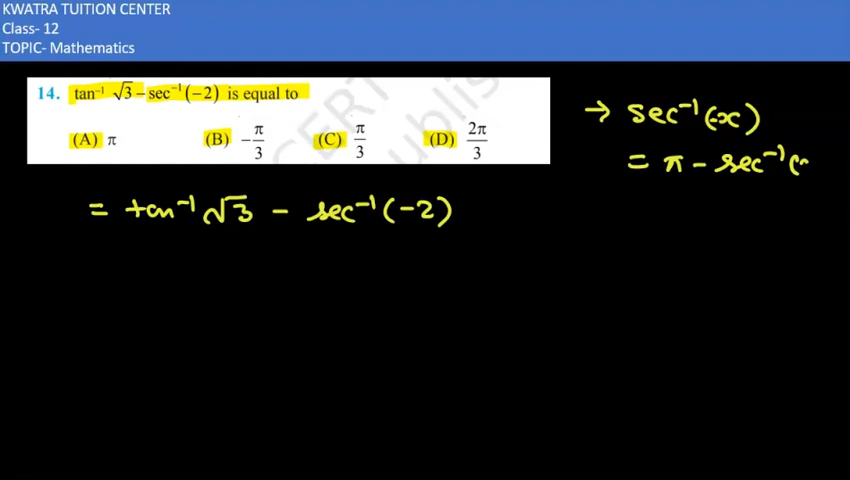 KWATRA TUITION CENTER
Class- 12
TOPIC- Mathematics
14. tan⁻¹ √3 – sec⁻¹ (–2) is equal to
(A) π (B) –π/3 (C) π/3 (D) 2π/3
→ sec⁻¹ (-x)
= π – sec⁻¹ (
= tan⁻¹ √3 – sec⁻¹ (–2)